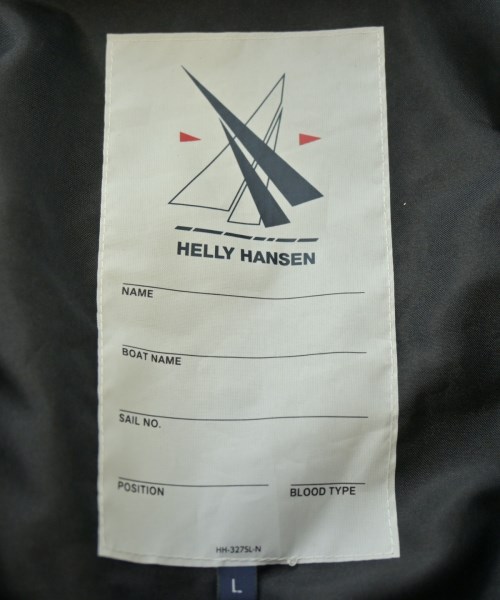 HELLY HANSEN
NAME
BOAT NAME
SAIL NO.
POSITION
BLOOD TYPE
HH-3275L-N
L